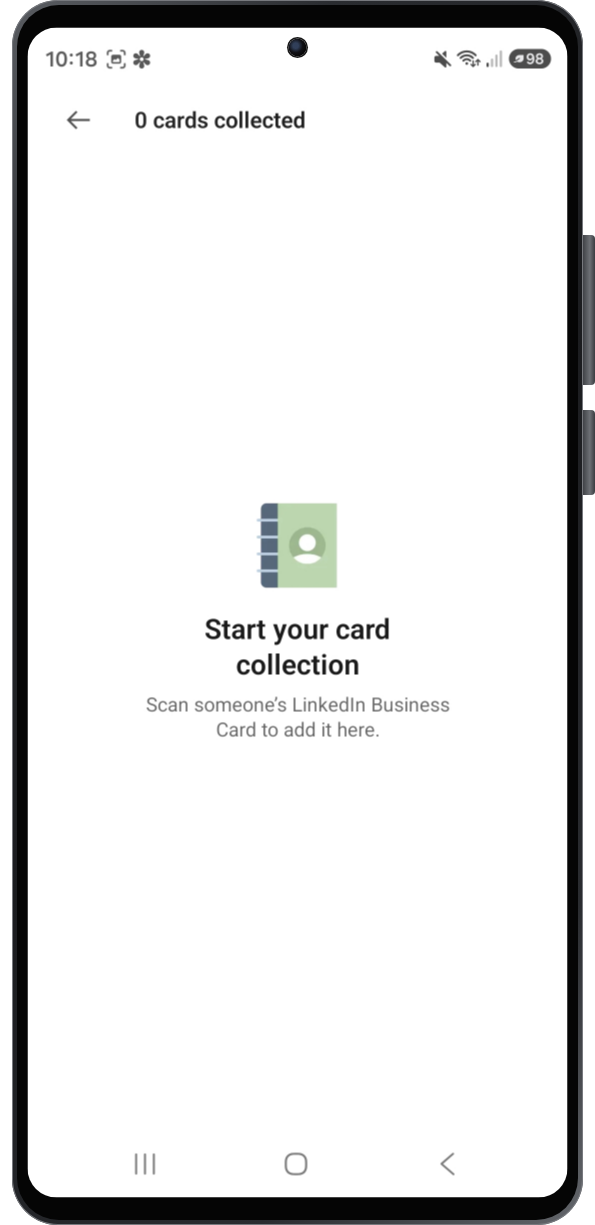 10:18 98
0 cards collected
Start your card
collection
Scan someone’s LinkedIn Business
Card to add it here.